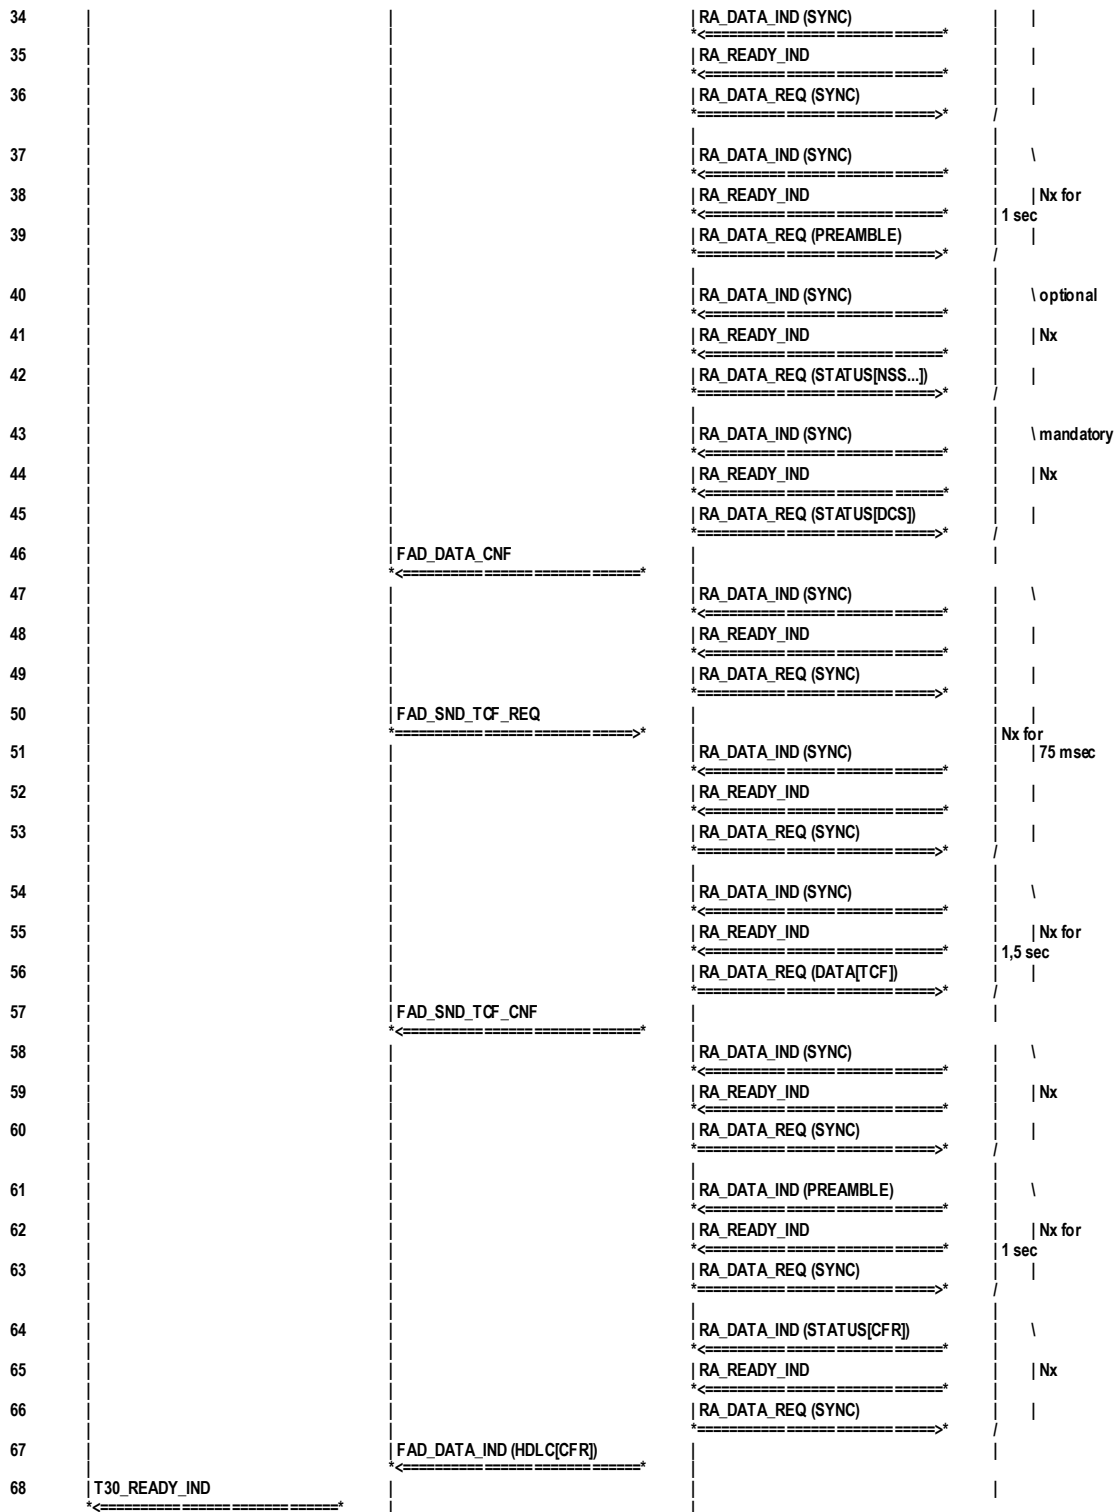 34 RA_DATA_IND (SYNC)
35 RA_READY_IND
36 RA_DATA_REQ (SYNC)
37 RA_DATA_IND (SYNC)
38 RA_READY_IND Nx for
1 sec
39 RA_DATA_REQ (PREAMBLE)
40 RA_DATA_IND (SYNC) optional
41 RA_READY_IND Nx
42 RA_DATA_REQ (STATUS[NSS...])
43 RA_DATA_IND (SYNC) mandatory
44 RA_READY_IND Nx
45 RA_DATA_REQ (STATUS[DCS])
46 FAD_DATA_CNF
47 RA_DATA_IND (SYNC)
48 RA_READY_IND
49 RA_DATA_REQ (SYNC)
50 FAD_SND_TCF_REQ
Nx for
51 RA_DATA_IND (SYNC) 75 msec
52 RA_READY_IND
53 RA_DATA_REQ (SYNC)
54 RA_DATA_IND (SYNC)
55 RA_READY_IND Nx for
1,5 sec
56 RA_DATA_REQ (DATA[TCF])
57 FAD_SND_TCF_CNF
58 RA_DATA_IND (SYNC)
59 RA_READY_IND Nx
60 RA_DATA_REQ (SYNC)
61 RA_DATA_IND (PREAMBLE)
62 RA_READY_IND Nx for
1 sec
63 RA_DATA_REQ (SYNC)
64 RA_DATA_IND (STATUS[CFR])
65 RA_READY_IND Nx
66 RA_DATA_REQ (SYNC)
67 FAD_DATA_IND (HDLC[CFR])
68 T30_READY_IND